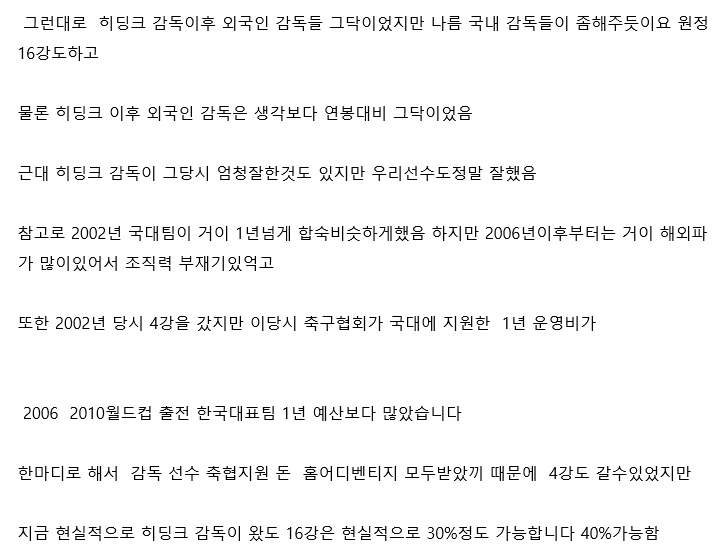 그런대로 히딩크 감독이후 외국인 감독들 그닥이었지만 나름 국내 감독들이 좀해주듯이요 원정
16강도하고
물론 히딩크 이후 외국인 감독은 생각보다 연봉대비 그닥이었음
근대 히딩크 감독이 그당시 엄청잘한것도 있지만 우리선수도정말 잘했음
참고로 2002년 국대팀이 거이 1년넘게 합숙비슷하게했음 하지만 2006년이후부터는 거이 해외파
가 많이있어서 조직력 부재기있먹고
또한 2002년 당시 4강을 갔지만 이당시 축구협회가 국대에 지원한 1년 운영비가
2006 2010월드컵 출전 한국대표팀 1년 예산보다 많았습니다
한마디로 해서 감독 선수 축협지원 돈 홈어디벤티지 모두받았끼 때문에 4강도 갈수있었지만
지금 현실적으로 히딩크 감독이 왔도 16강은 현실적으로 30%정도 가능합니다 40%가능함